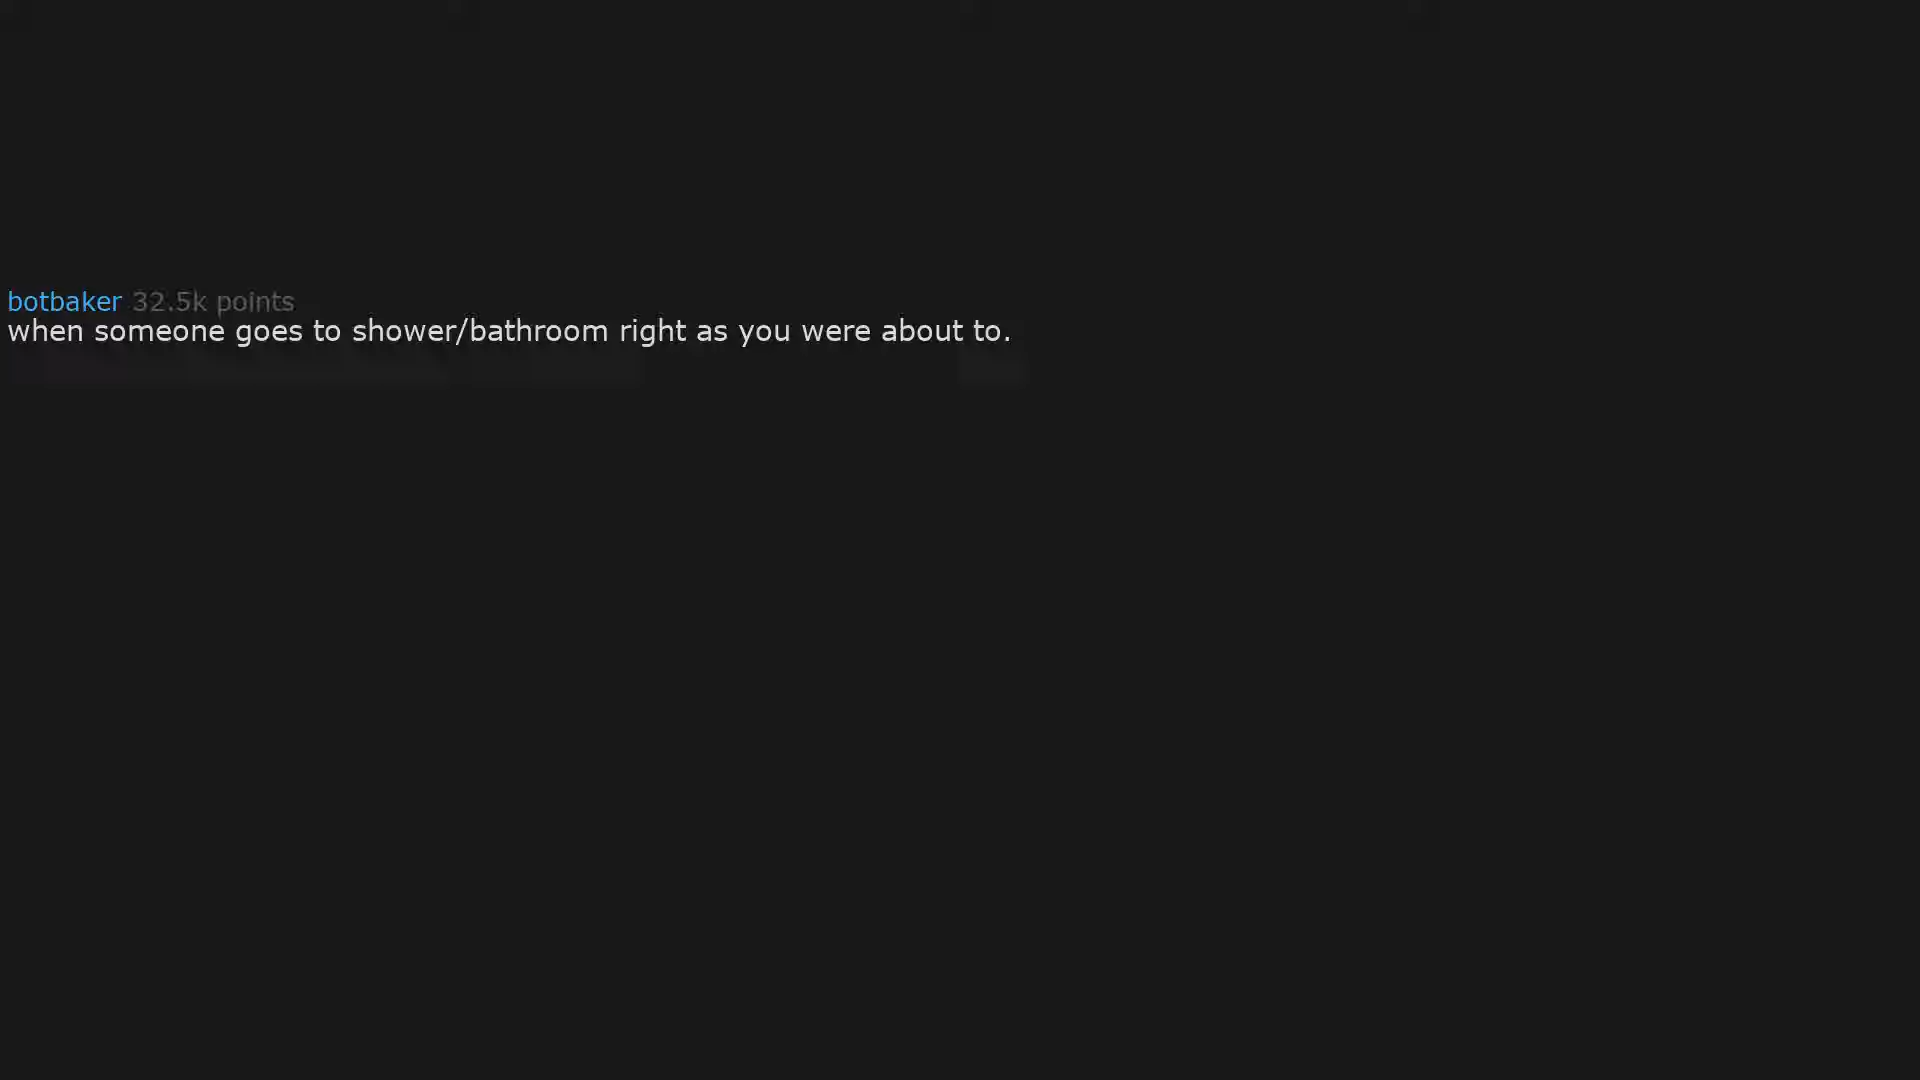 botbaker 32.5k points
when someone goes to shower/bathroom right as you were about to.